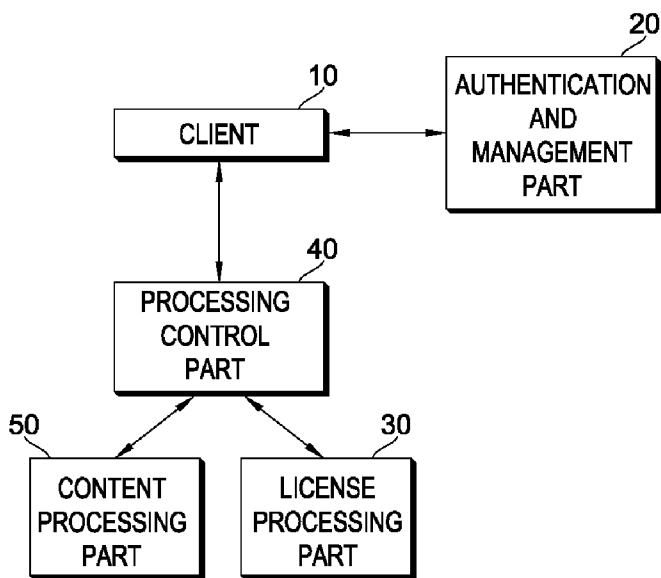 20
AUTHENTICATION
AND
MANAGEMENT
PART
10
CLIENT
40
PROCESSING
CONTROL
PART
50
CONTENT
PROCESSING
PART
30
LICENSE
PROCESSING
PART